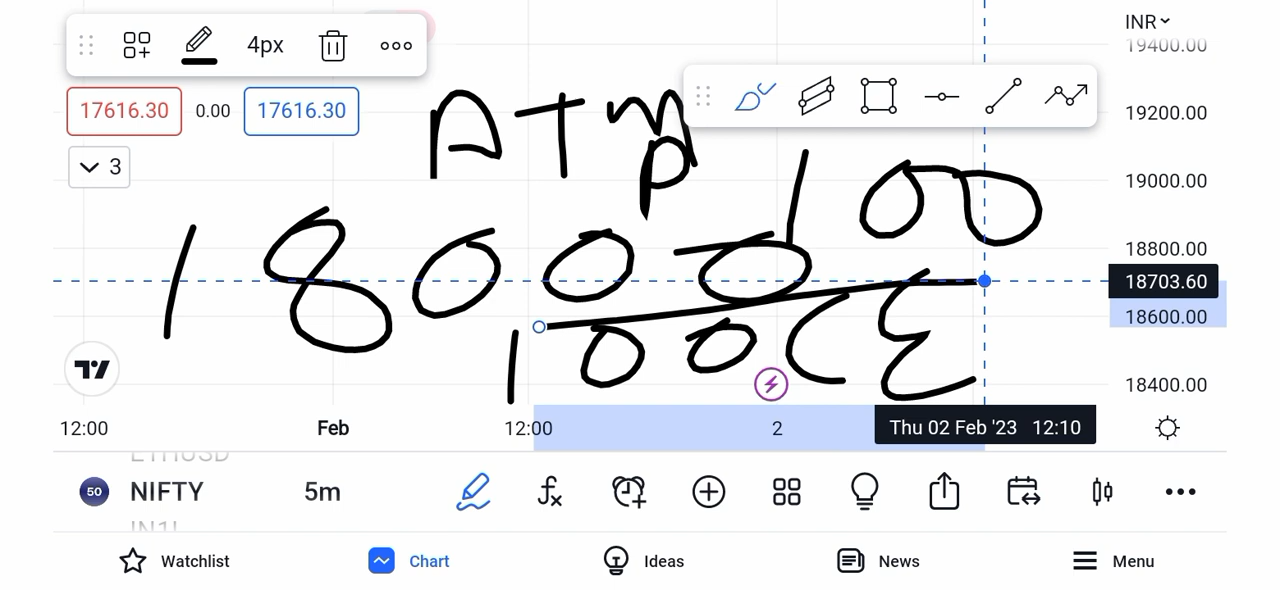 4px
INR
19400.00
17616.30 0.00 17616.30
19200.00
ATM
P
3
100
19000.00
18000
18800.00
18703.60
100CE
18600.00
18400.00
12:00 Feb 12:00 2 Thu 02 Feb '23 12:10
ETHUSD
50 NIFTY 5m
Watchlist Chart Ideas News Menu